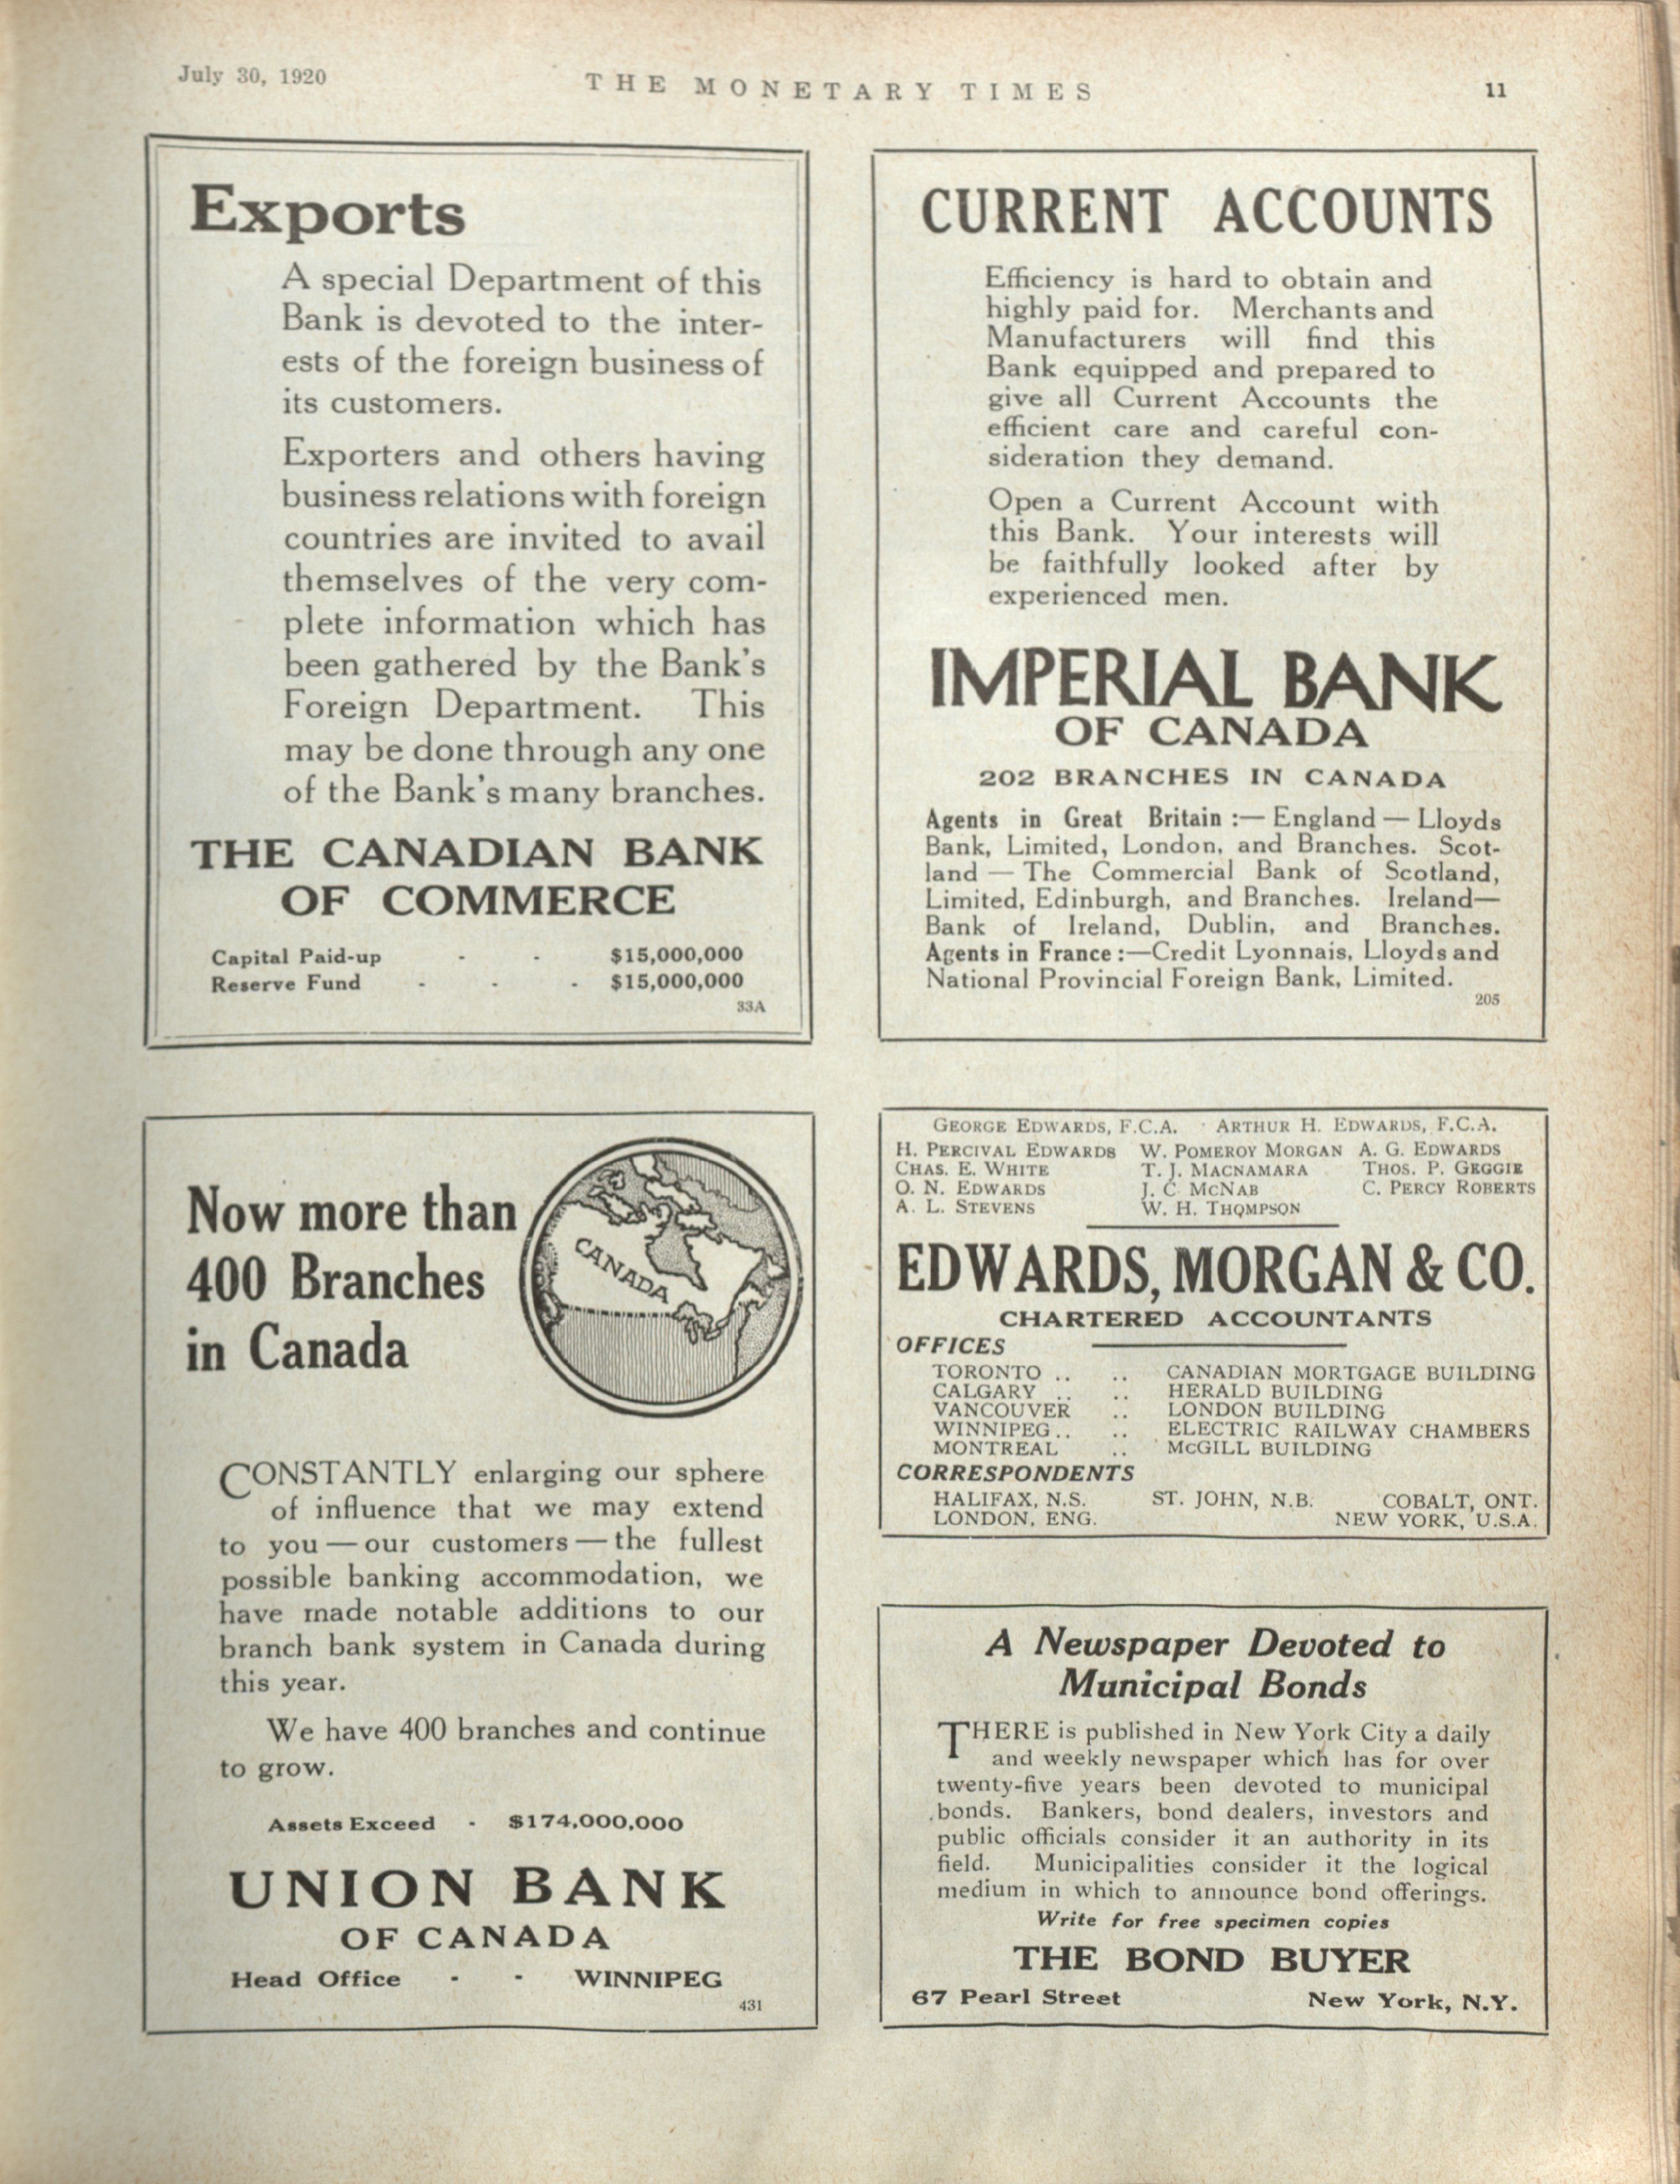 July 30, 1920
THE MONETARY TIMES
11
Exports
A special Department of this
Bank is devoted to the inter-
ests of the foreign business of
its customers.
Exporters and others having
business relations with foreign
countries are invited to avail
themselves of the very com-
plete information which has
been gathered by the Bank's
Foreign Department. This
may be done through any one
of the Bank's many branches.
THE CANADIAN BANK
OF COMMERCE
Capital Paid-up - - $15,000,000
Reserve Fund - - - $15,000,000
33A
CURRENT ACCOUNTS
Efficiency is hard to obtain and
highly paid for. Merchants and
Manufacturers will find this
Bank equipped and prepared to
give all Current Accounts the
efficient care and careful con-
sideration they demand.
Open a Current Account with
this Bank. Your interests will
be faithfully looked after by
experienced men.
IMPERIAL BANK
OF CANADA
202 BRANCHES IN CANADA
Agents in Great Britain :— England — Lloyds
Bank, Limited, London, and Branches. Scot-
land — The Commercial Bank of Scotland,
Limited, Edinburgh, and Branches. Ireland—
Bank of Ireland, Dublin, and Branches.
Agents in France :—Credit Lyonnais, Lloyds and
National Provincial Foreign Bank, Limited.
205
Now more than
400 Branches
in Canada
CANADA
CONSTANTLY enlarging our sphere
of influence that we may extend
to you — our customers — the fullest
possible banking accommodation, we
have made notable additions to our
branch bank system in Canada during
this year.
We have 400 branches and continue
to grow.
Assets Exceed - $174,000,000
UNION BANK
OF CANADA
Head Office - - WINNIPEG
431
GEORGE EDWARDS, F.C.A. ARTHUR H. EDWARDS, F.C.A.
H. PERCIVAL EDWARDS W. POMEROY MORGAN A. G. EDWARDS
CHAS. E. WHITE T. J. MACNAMARA THOS. P. GEGGIE
O. N. EDWARDS J. C. MCNAB C. PERCY ROBERTS
A. L. STEVENS W. H. THOMPSON
EDWARDS, MORGAN & CO.
CHARTERED ACCOUNTANTS
OFFICES
TORONTO .. .. CANADIAN MORTGAGE BUILDING
CALGARY .. .. HERALD BUILDING
VANCOUVER .. LONDON BUILDING
WINNIPEG .. .. ELECTRIC RAILWAY CHAMBERS
MONTREAL .. McGILL BUILDING
CORRESPONDENTS
HALIFAX, N.S. ST. JOHN, N.B. COBALT, ONT.
LONDON, ENG. NEW YORK, U.S.A.
A Newspaper Devoted to
Municipal Bonds
THERE is published in New York City a daily
and weekly newspaper which has for over
twenty-five years been devoted to municipal
bonds. Bankers, bond dealers, investors and
public officials consider it an authority in its
field. Municipalities consider it the logical
medium in which to announce bond offerings.
Write for free specimen copies
THE BOND BUYER
67 Pearl Street New York, N.Y.